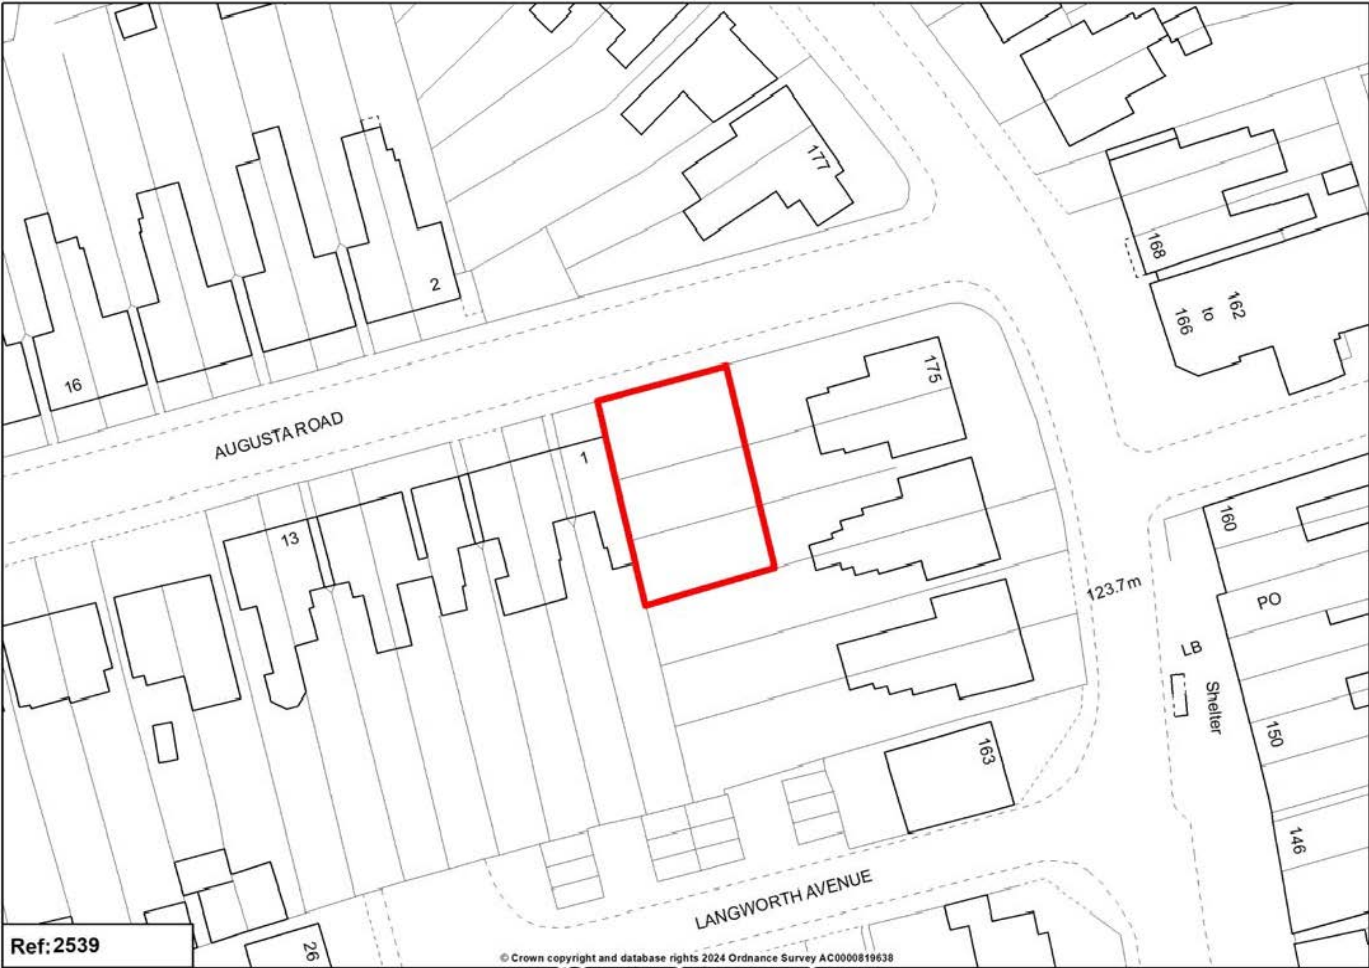 177
168
162
to
166
2
175
16
AUGUSTA ROAD
1
160
13
123.7m
PO
LB
Shelter
150
163
146
LANGWORTH AVENUE
26
Ref:2539
© Crown copyright and database rights 2024 Ordnance Survey AC0000819638